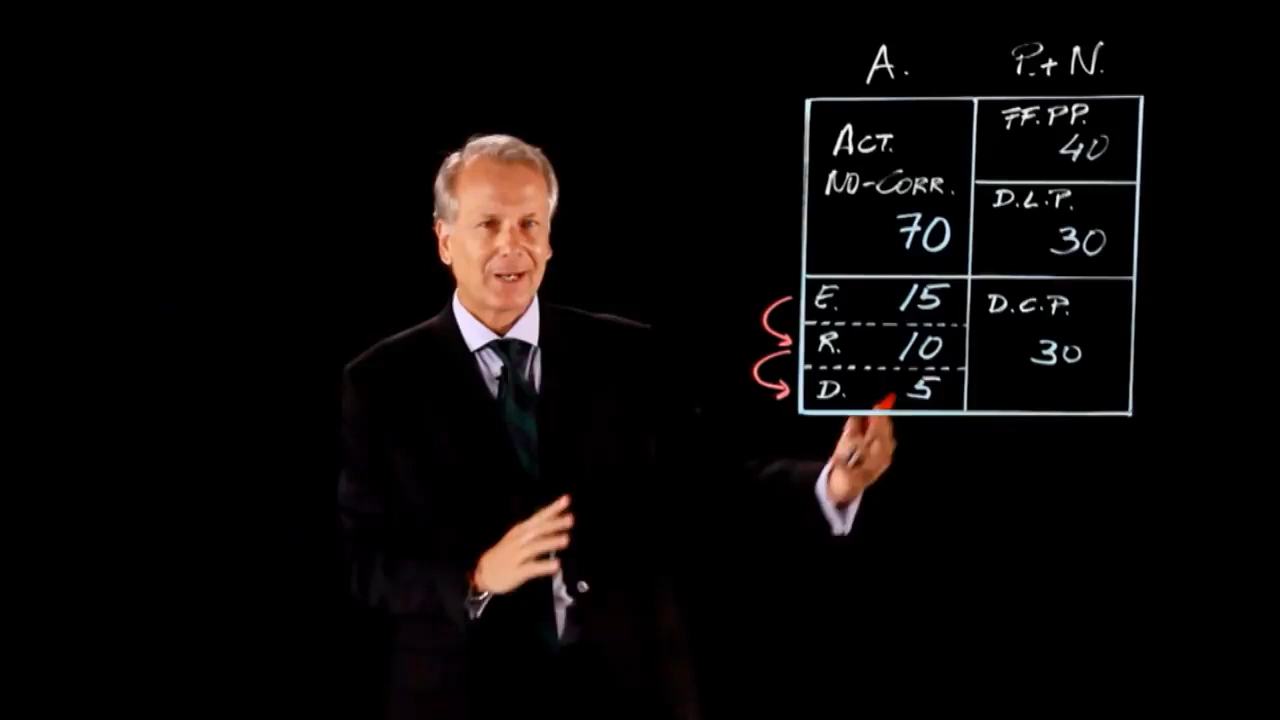 A.
P.+ N.
ACT.
NO-CORR.
70
FF.PP.
40
D.L.P.
30
E. 15
R. 10
D. 5
D.C.P.
30